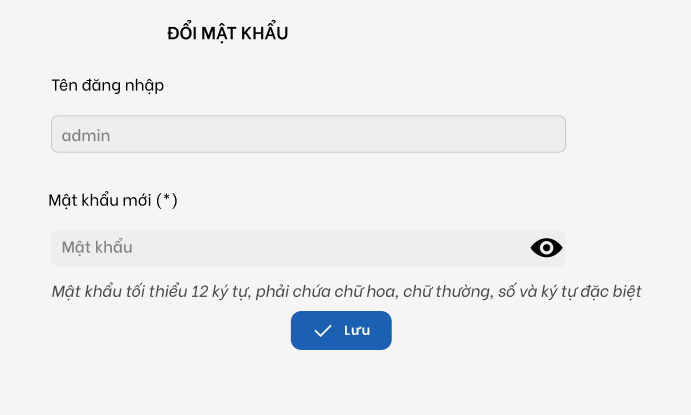 ĐỔI MẬT KHẨU
Tên đăng nhập
admin
Mật khẩu mới (*)
Mật khẩu
Mật khẩu tối thiểu 12 ký tự, phải chứa chữ hoa, chữ thường, số và ký tự đặc biệt
Lưu